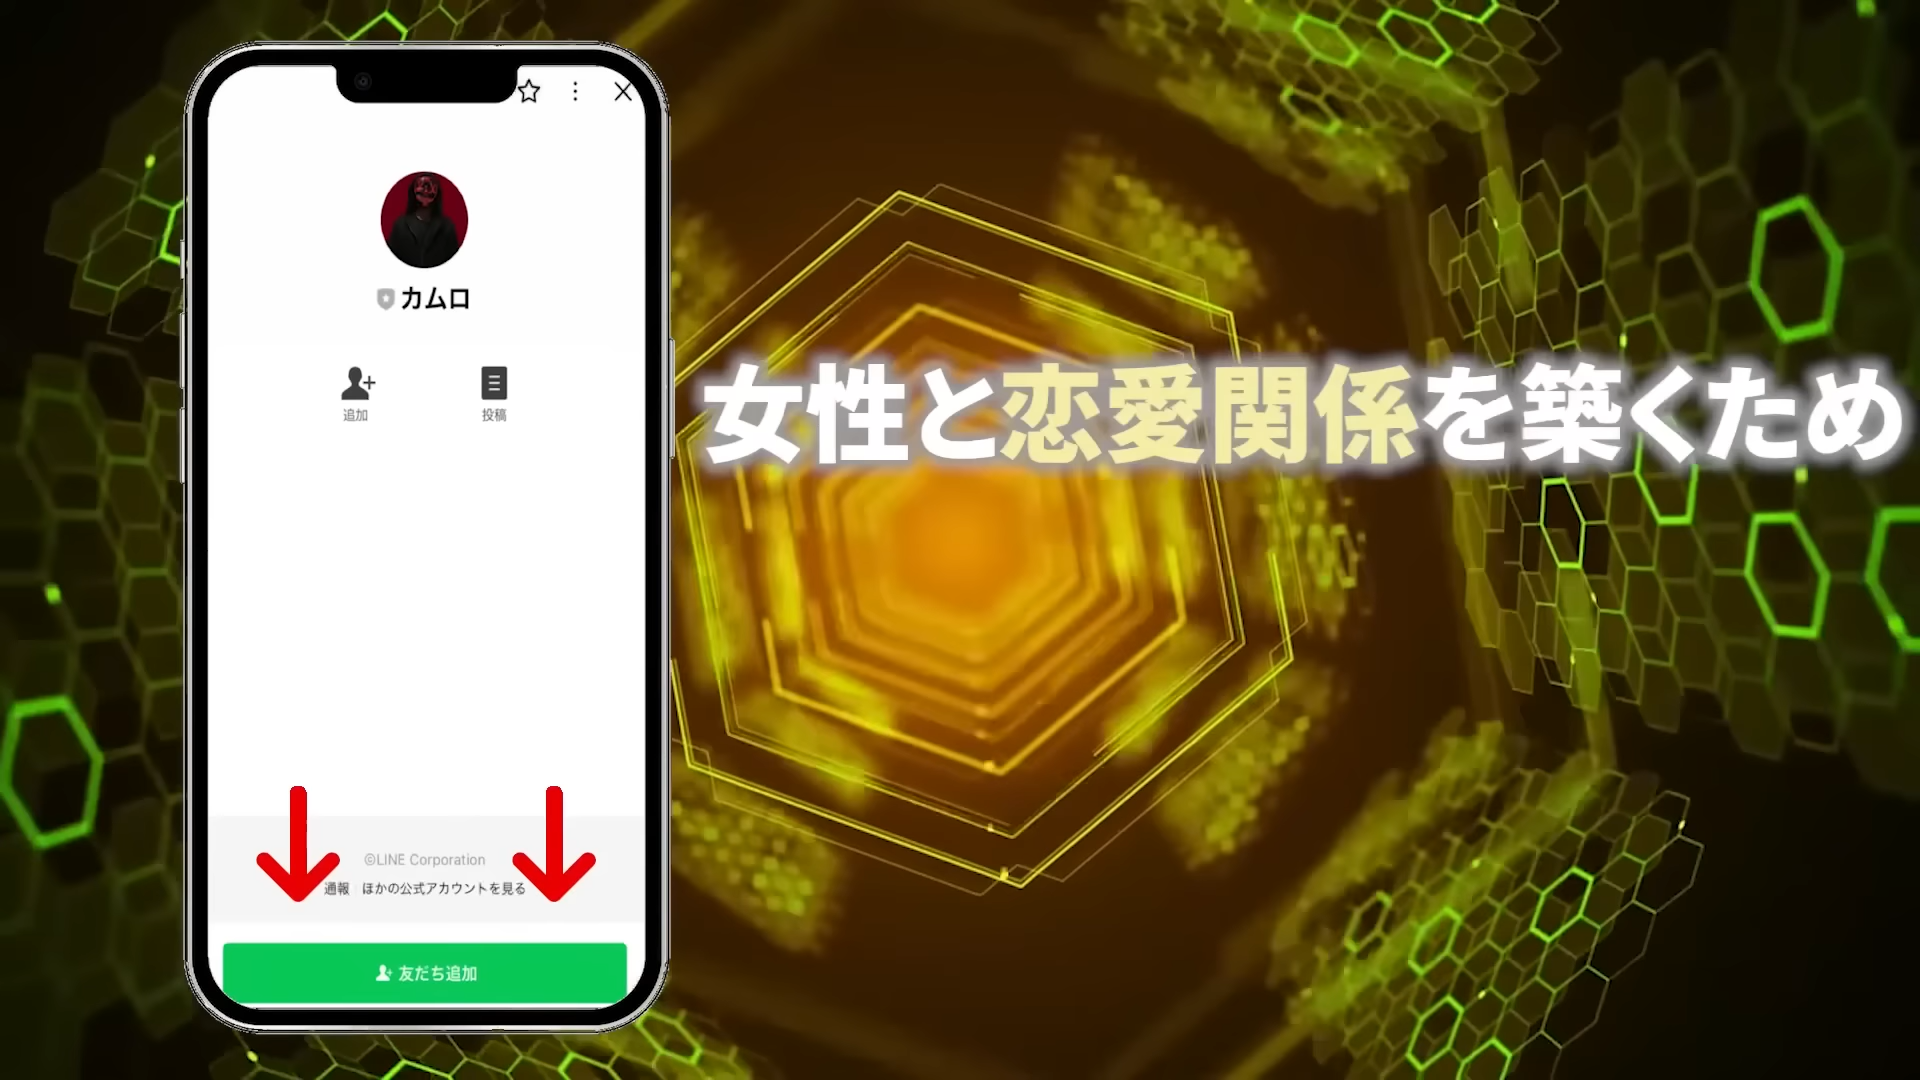 カムロ
追加
投稿
女性と恋愛関係を築くため
©LINE Corporation
通報 ほかの公式アカウントを見る
友だち追加